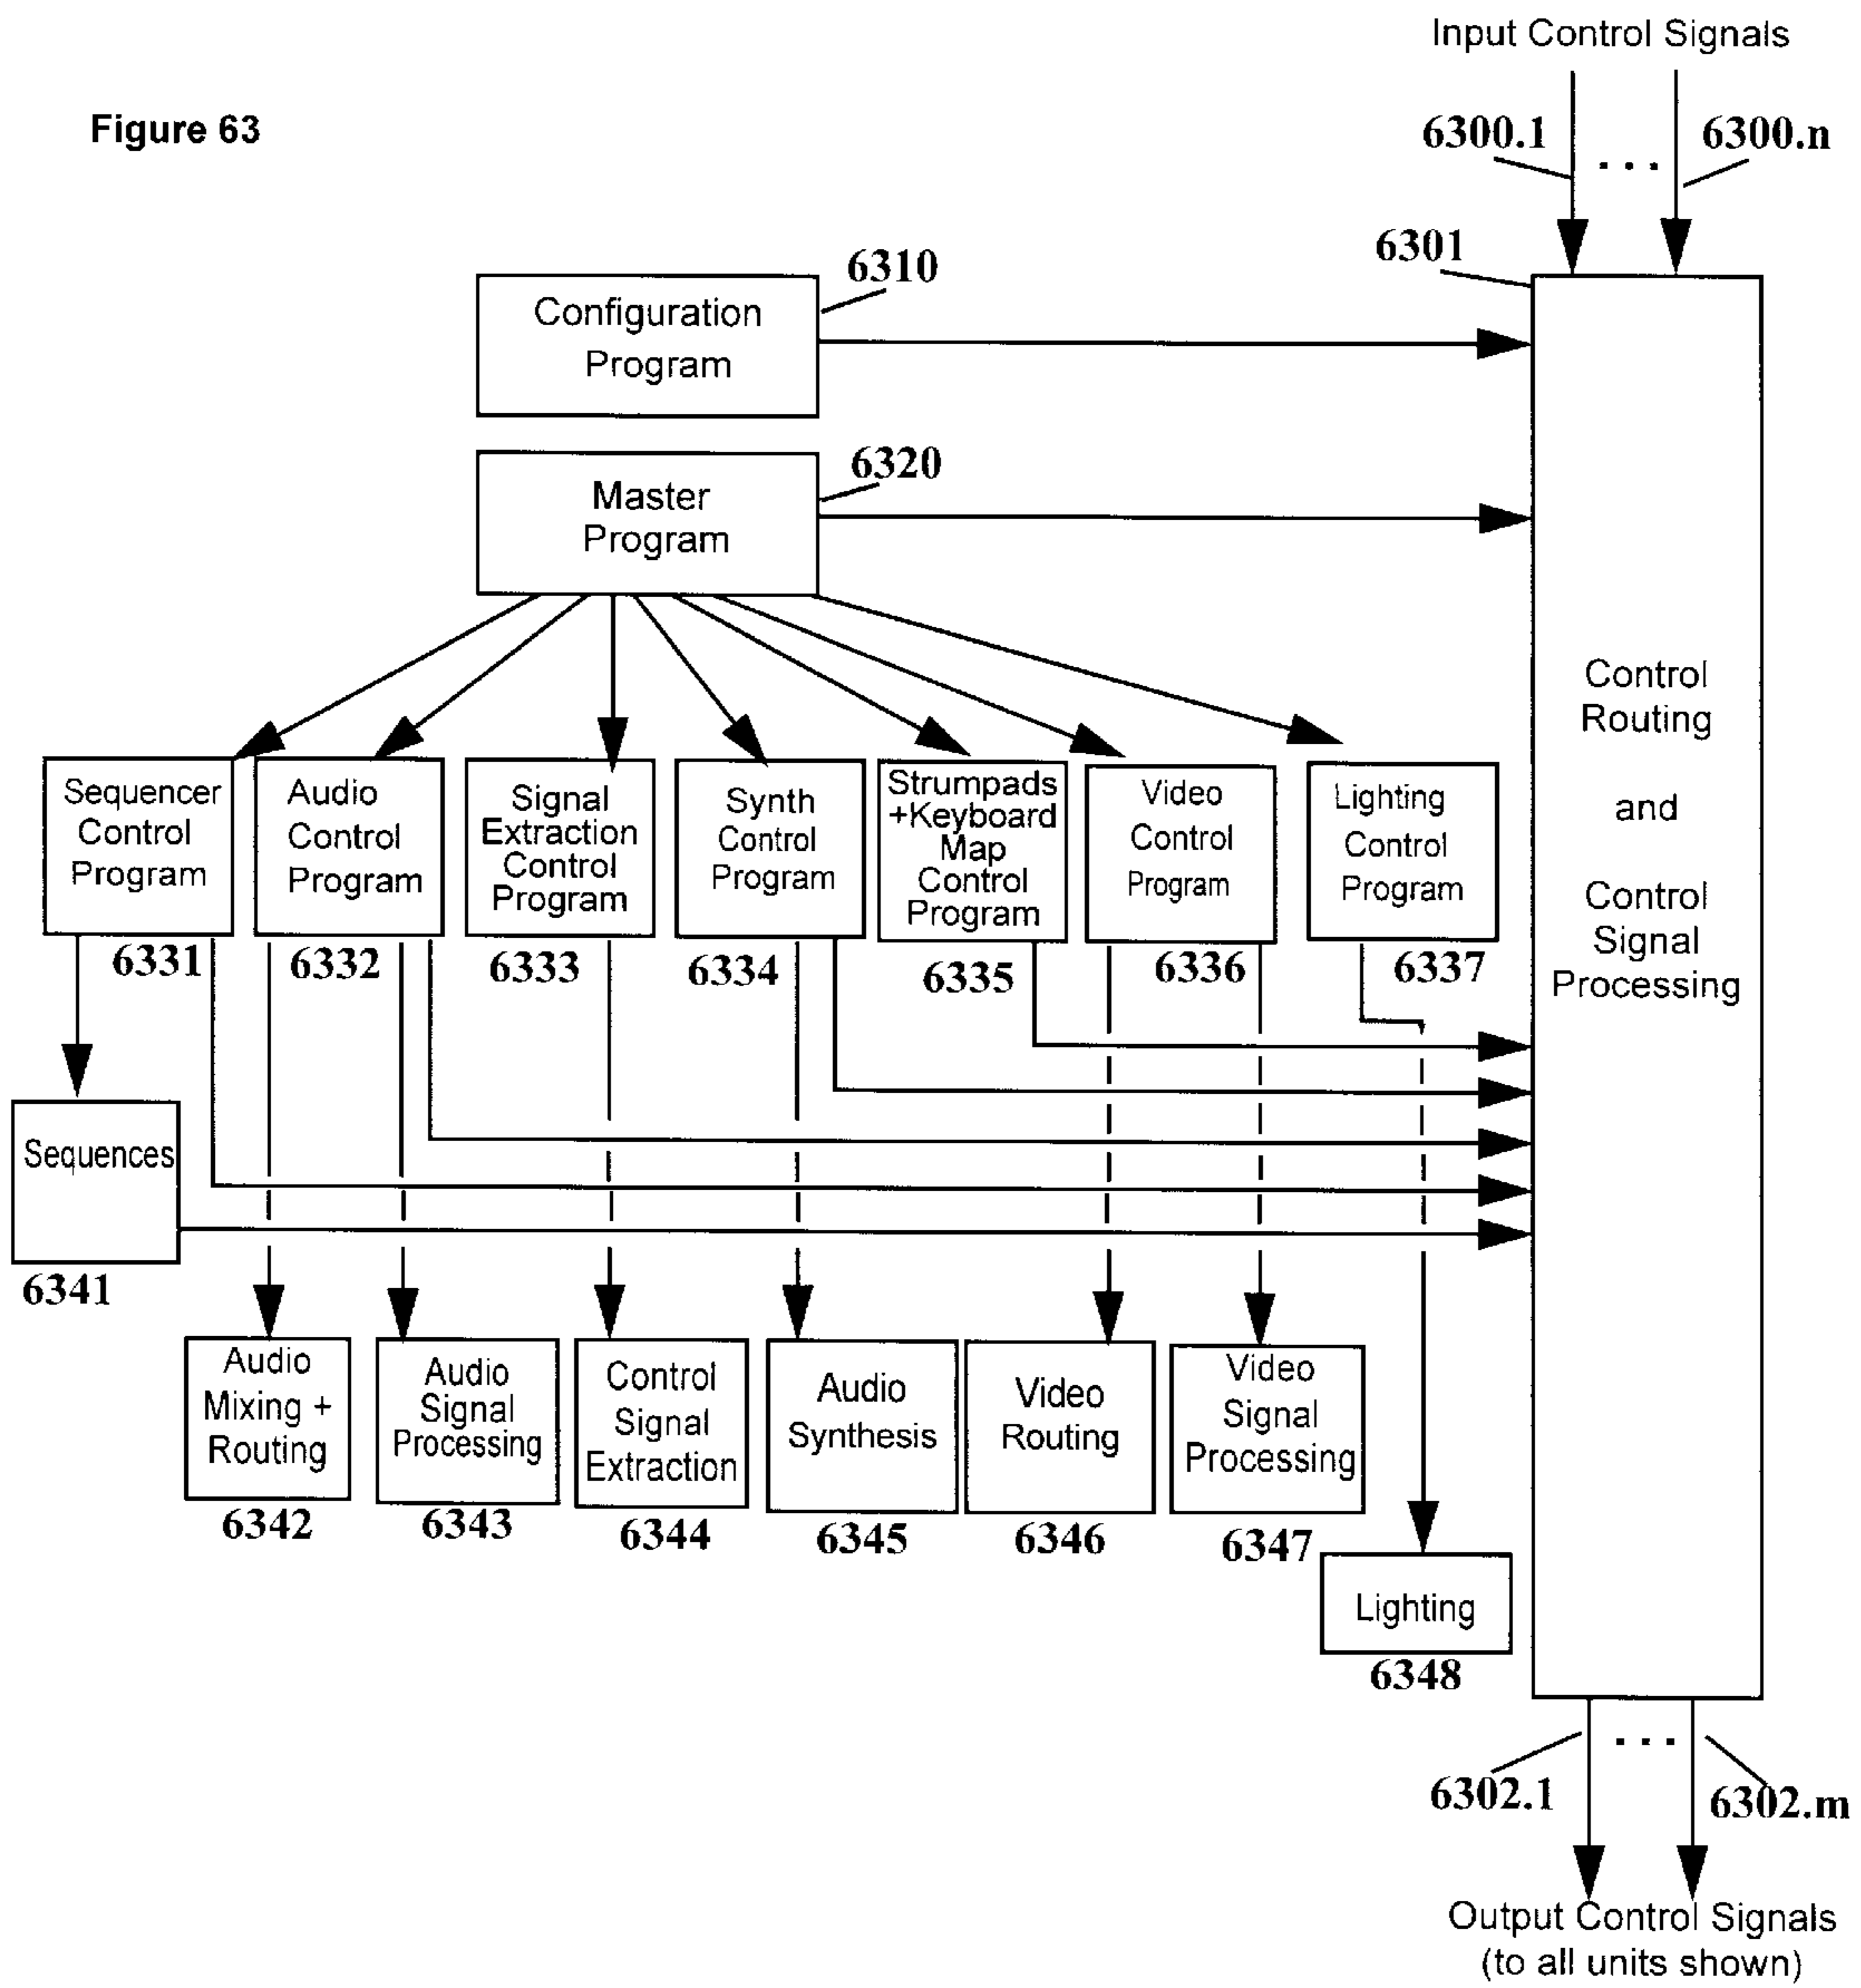 Input Control Signals
Figure 63
6300.1
. . .
6300.n
6301
6310
Configuration
Program
6320
Master
Program
Control
Routing
and
Control
Signal
Processing
Sequencer
Control
Program
Audio
Control
Program
Signal
Extraction
Control
Program
Synth
Control
Program
Strumpads
+Keyboard
Map
Control
Program
Video
Control
Program
Lighting
Control
Program
6331
6332
6333
6334
6335
6336
6337
Sequences
6341
Audio
Mixing +
Routing
Audio
Signal
Processing
Control
Signal
Extraction
Audio
Synthesis
Video
Routing
Video
Signal
Processing
6342
6343
6344
6345
6346
6347
Lighting
6348
. . .
6302.1
6302.m
Output Control Signals
(to all units shown)